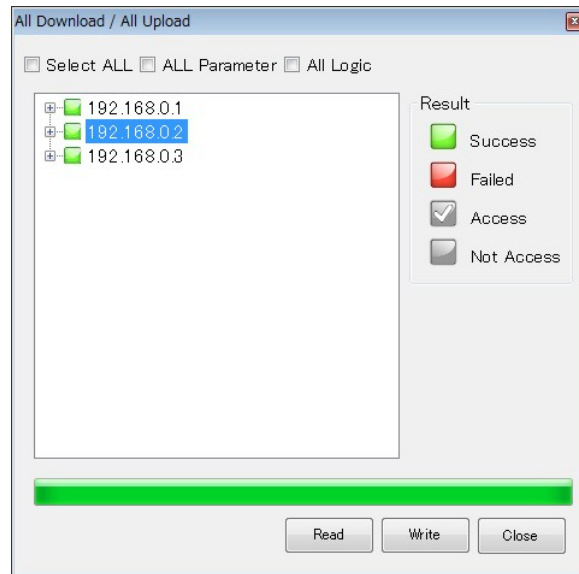 All Download / All Upload
Select ALL ALL Parameter All Logic
192.168.0.1
192.168.0.2
192.168.0.3
Result
Success
Failed
Access
Not Access
Read Write Close